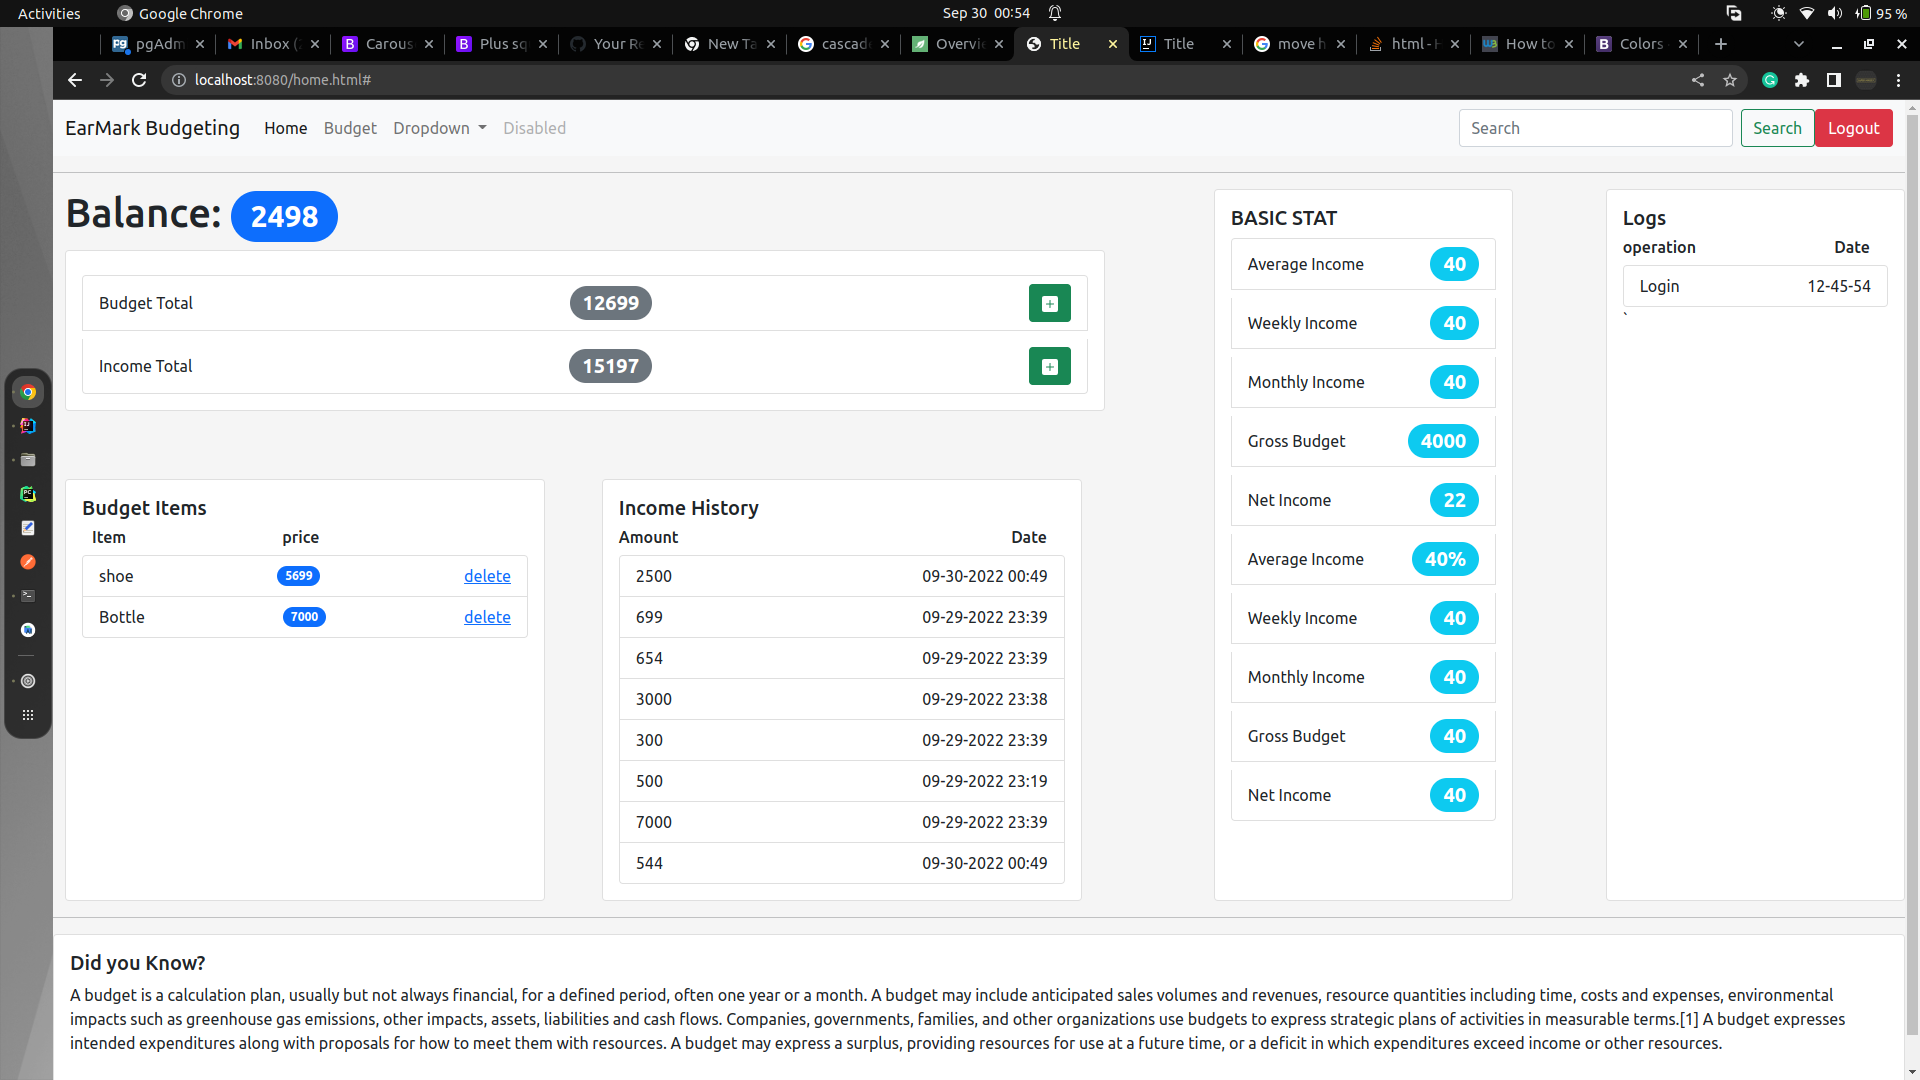 Activities Google Chrome Sep 30 00:54 95 %
pgAdm Inbox ( Carous Plus sq Your Re New Ta cascade Overvie Title Title move h html - H How to Colors
localhost:8080/home.html#
EarMark Budgeting Home Budget Dropdown Disabled Search Search Logout
Balance: 2498
Budget Total 12699
Income Total 15197
Budget Items
Item price
shoe 5699 delete
Bottle 7000 delete
Income History
Amount Date
2500 09-30-2022 00:49
699 09-29-2022 23:39
654 09-29-2022 23:39
3000 09-29-2022 23:38
300 09-29-2022 23:39
500 09-29-2022 23:19
7000 09-29-2022 23:39
544 09-30-2022 00:49
BASIC STAT
Average Income 40
Weekly Income 40
Monthly Income 40
Gross Budget 4000
Net Income 22
Average Income 40%
Weekly Income 40
Monthly Income 40
Gross Budget 40
Net Income 40
Logs
operation Date
Login 12-45-54
`
Did you Know?
A budget is a calculation plan, usually but not always financial, for a defined period, often one year or a month. A budget may include anticipated sales volumes and revenues, resource quantities including time, costs and expenses, environmental
impacts such as greenhouse gas emissions, other impacts, assets, liabilities and cash flows. Companies, governments, families, and other organizations use budgets to express strategic plans of activities in measurable terms.[1] A budget expresses
intended expenditures along with proposals for how to meet them with resources. A budget may express a surplus, providing resources for use at a future time, or a deficit in which expenditures exceed income or other resources.